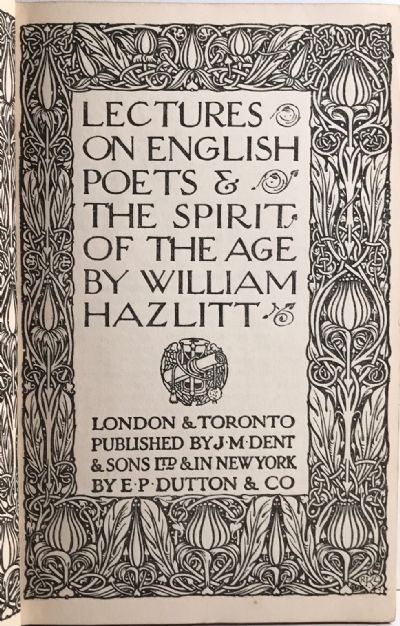 LECTURES
ON ENGLISH
POETS &
THE SPIRIT
OF THE AGE
BY WILLIAM
HAZLITT
LONDON & TORONTO
PUBLISHED BY J·M·DENT
& SONS LTD & IN NEW YORK
BY E·P·DUTTON & CO